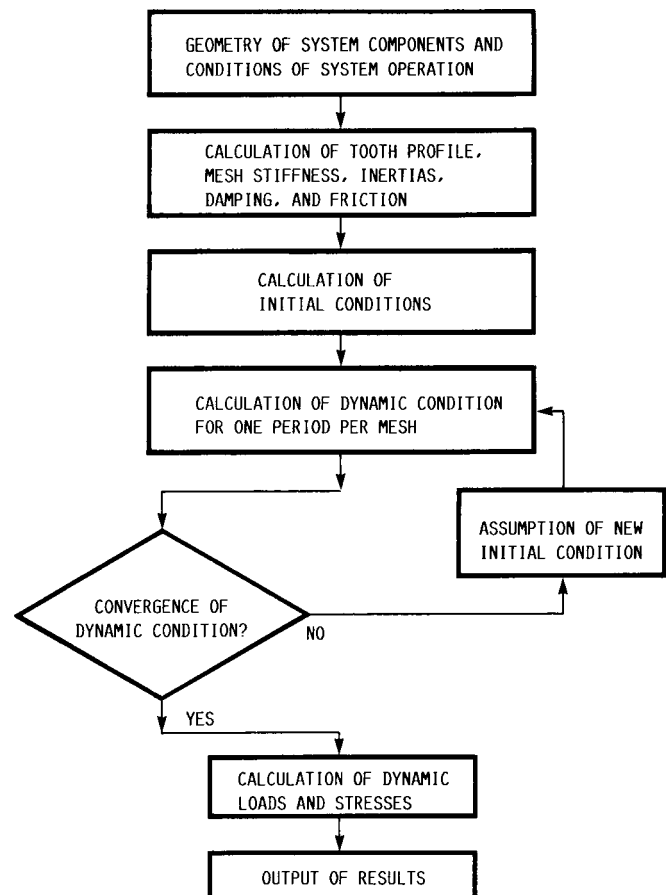 GEOMETRY OF SYSTEM COMPONENTS AND
CONDITIONS OF SYSTEM OPERATION
CALCULATION OF TOOTH PROFILE,
MESH STIFFNESS, INERTIAS,
DAMPING, AND FRICTION
CALCULATION OF
INITIAL CONDITIONS
CALCULATION OF DYNAMIC CONDITION
FOR ONE PERIOD PER MESH
ASSUMPTION OF NEW
INITIAL CONDITION
CONVERGENCE OF
DYNAMIC CONDITION?
NO
YES
CALCULATION OF DYNAMIC
LOADS AND STRESSES
OUTPUT OF RESULTS